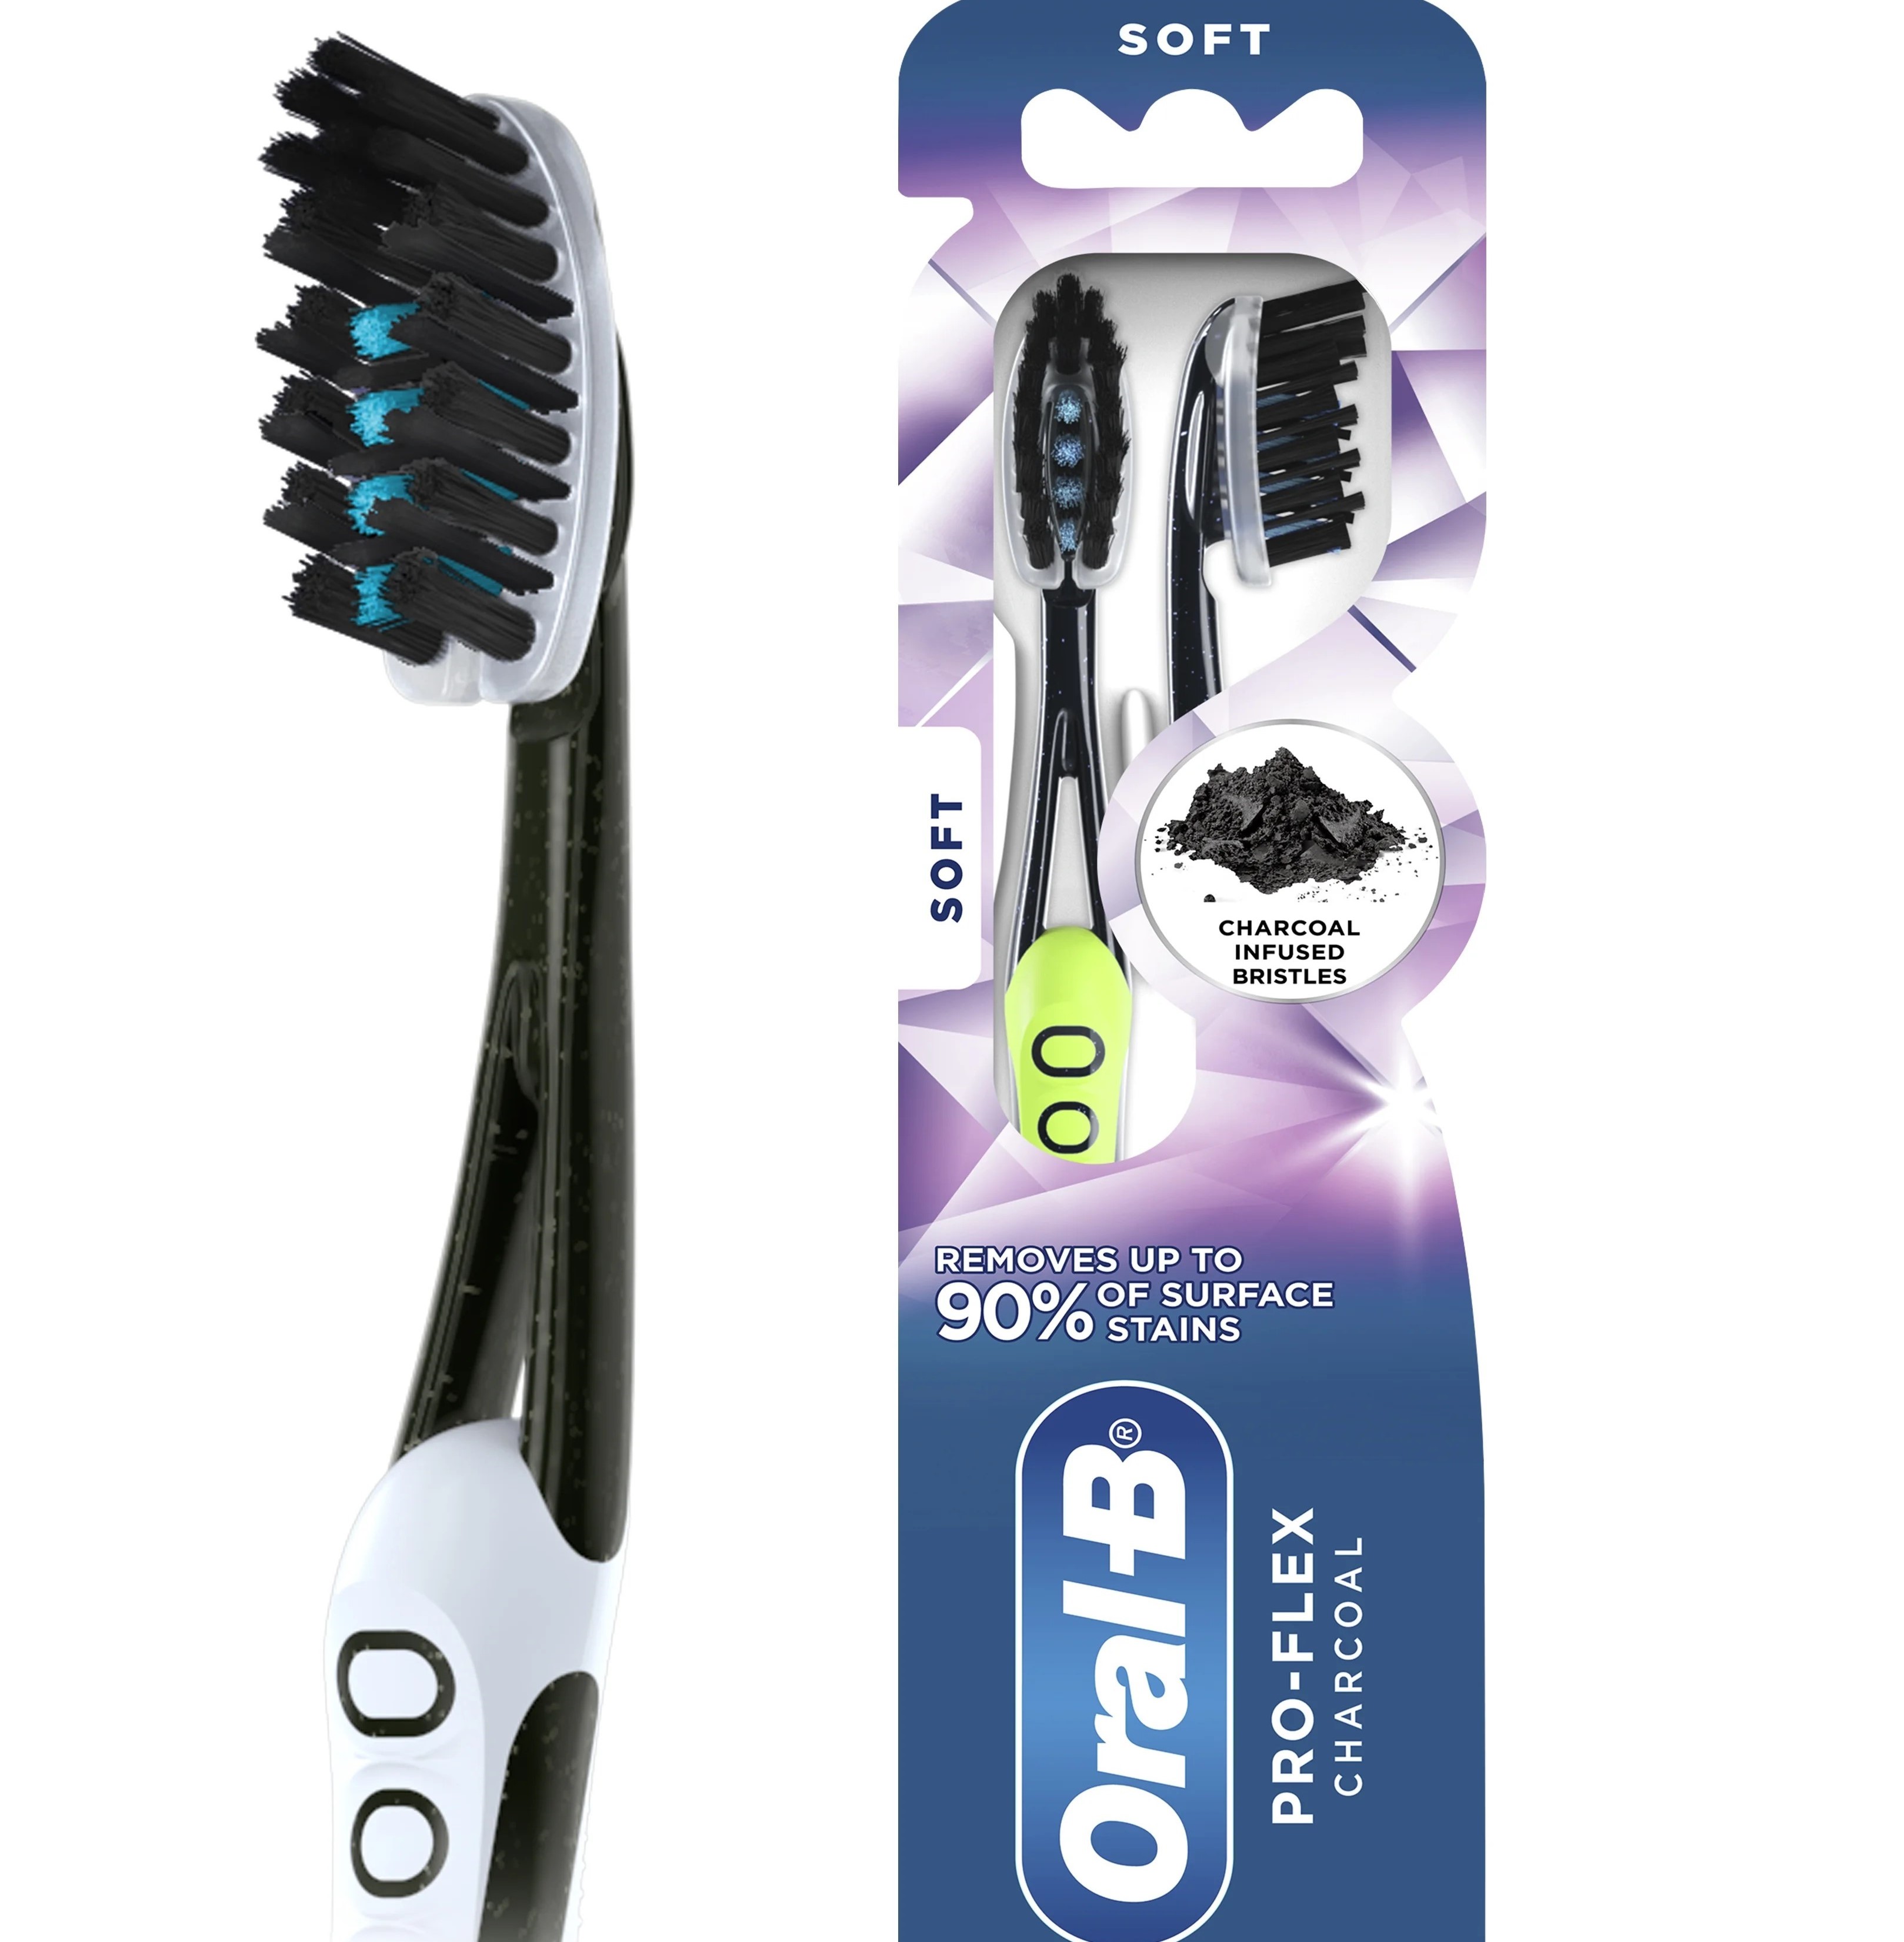 SOFT
SOFT
CHARCOAL
INFUSED
BRISTLES
REMOVES UP TO
90% OF SURFACE
STAINS
Oral-B®
PRO-FLEX
CHARCOAL